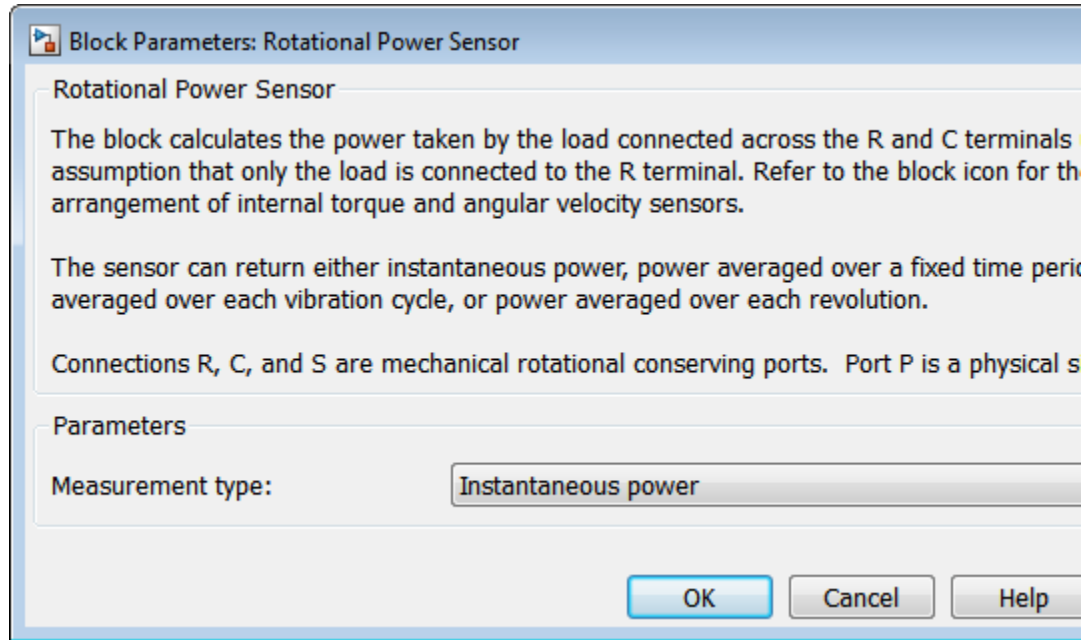 Block Parameters: Rotational Power Sensor
Rotational Power Sensor
The block calculates the power taken by the load connected across the R and C terminals
assumption that only the load is connected to the R terminal. Refer to the block icon for
arrangement of internal torque and angular velocity sensors.
The sensor can return either instantaneous power, power averaged over a fixed time
averaged over each vibration cycle, or power averaged over each revolution.
Connections R, C, and S are mechanical rotational conserving ports.  Port P is a physical
Parameters
Measurement type:
Instantaneous power
OK
Cancel
Help